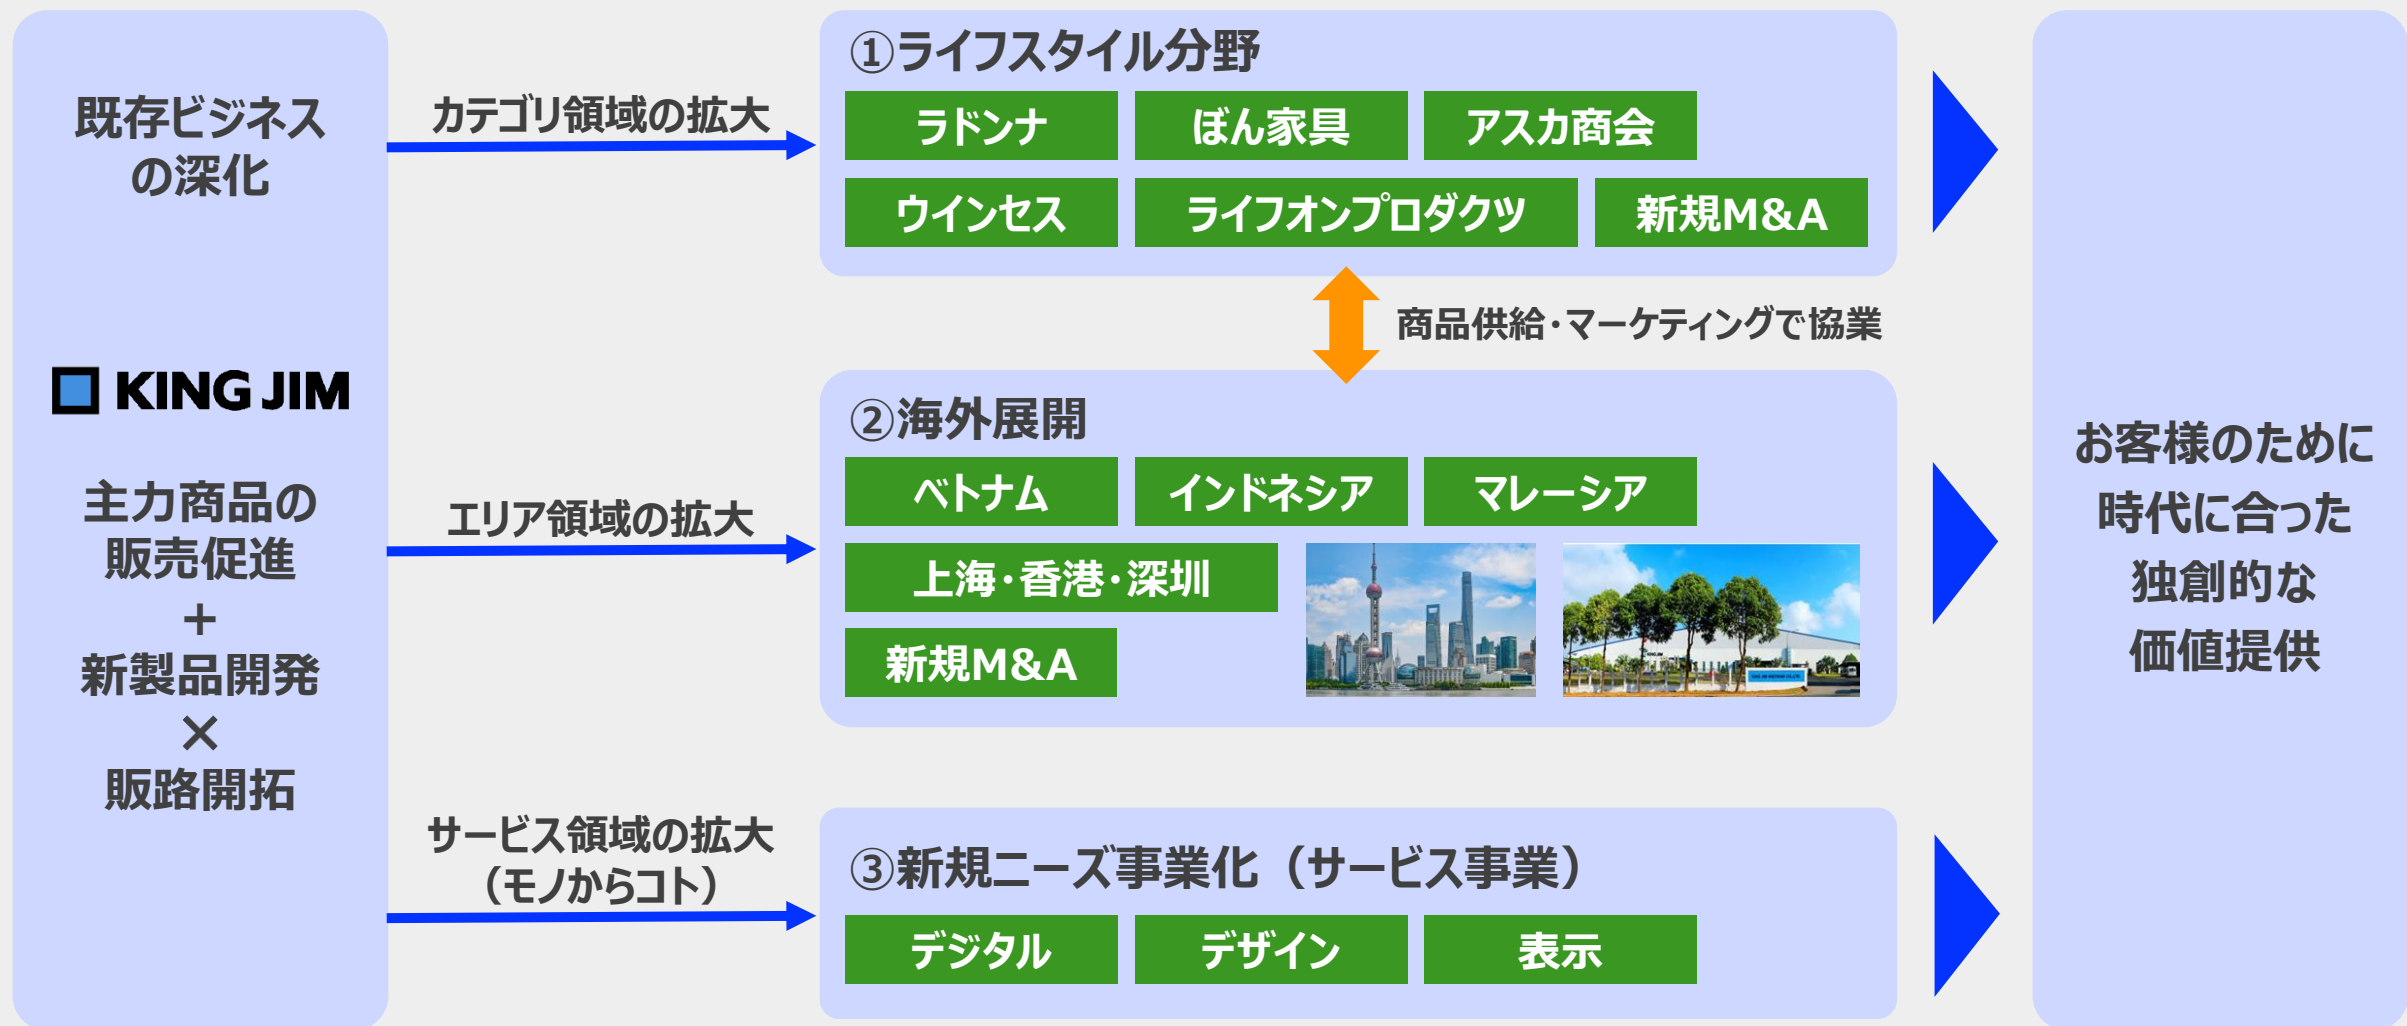 既存ビジネス
の深化
KING JIM
主力商品の
販売促進
+
新製品開発
×
販路開拓
カテゴリ領域の拡大
エリア領域の拡大
サービス領域の拡大
（モノからコト）
①ライフスタイル分野
ラドンナ
ぼん家具
アスカ商会
ウインセス
ライフオンプロダクツ
新規M&A
商品供給・マーケティングで協業
②海外展開
ベトナム
インドネシア
マレーシア
上海・香港・深圳
新規M&A
③新規ニーズ事業化（サービス事業）
デジタル
デザイン
表示
お客様のために
時代に合った
独創的な
価値提供